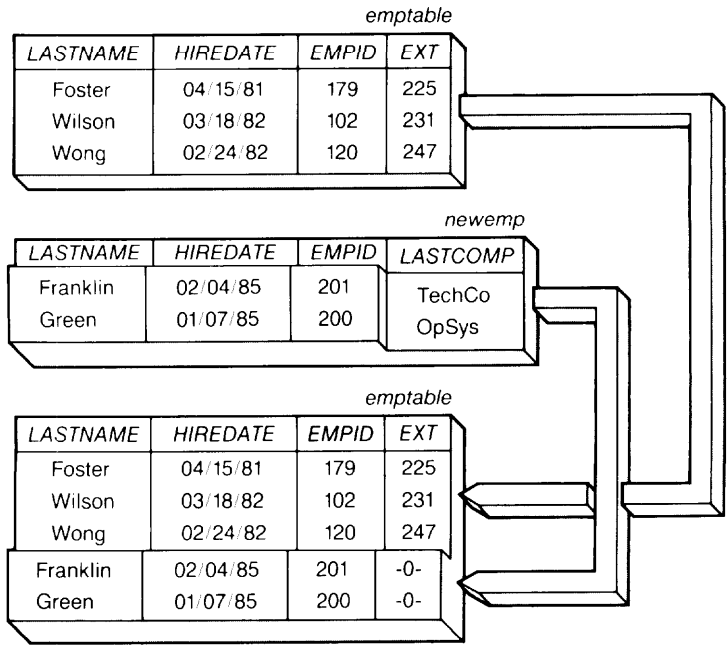 emptable
LASTNAME HIREDATE EMPID EXT
Foster 04/15/81 179 225
Wilson 03/18/82 102 231
Wong 02/24/82 120 247
newemp
LASTNAME HIREDATE EMPID LASTCOMP
Franklin 02/04/85 201 TechCo
Green 01/07/85 200 OpSys
emptable
LASTNAME HIREDATE EMPID EXT
Foster 04/15/81 179 225
Wilson 03/18/82 102 231
Wong 02/24/82 120 247
Franklin 02/04/85 201 -0-
Green 01/07/85 200 -0-